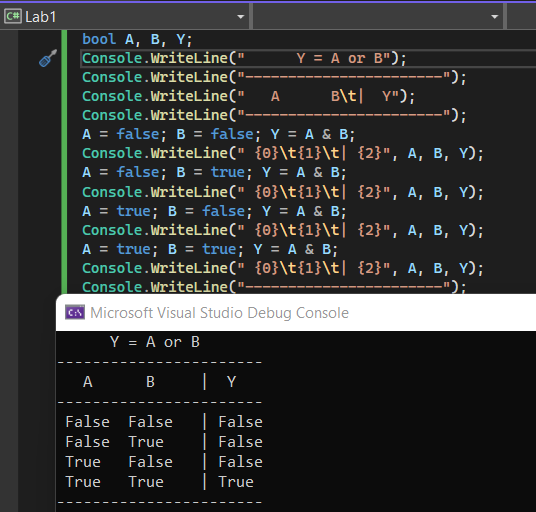 C# Lab1
bool A, B, Y;
Console.WriteLine("      Y = A or B");
Console.WriteLine("----------------------");
Console.WriteLine("   A      B\t|  Y");
Console.WriteLine("----------------------");
A = false; B = false; Y = A & B;
Console.WriteLine(" {0}\t{1}\t| {2}", A, B, Y);
A = false; B = true; Y = A & B;
Console.WriteLine(" {0}\t{1}\t| {2}", A, B, Y);
A = true; B = false; Y = A & B;
Console.WriteLine(" {0}\t{1}\t| {2}", A, B, Y);
A = true; B = true; Y = A & B;
Console.WriteLine(" {0}\t{1}\t| {2}", A, B, Y);
Console.WriteLine("----------------------");
C:\ Microsoft Visual Studio Debug Console
      Y = A or B
-----------------------
   A      B     |  Y
-----------------------
 False  False   | False
 False  True    | False
 True   False   | False
 True   True    | True
-----------------------